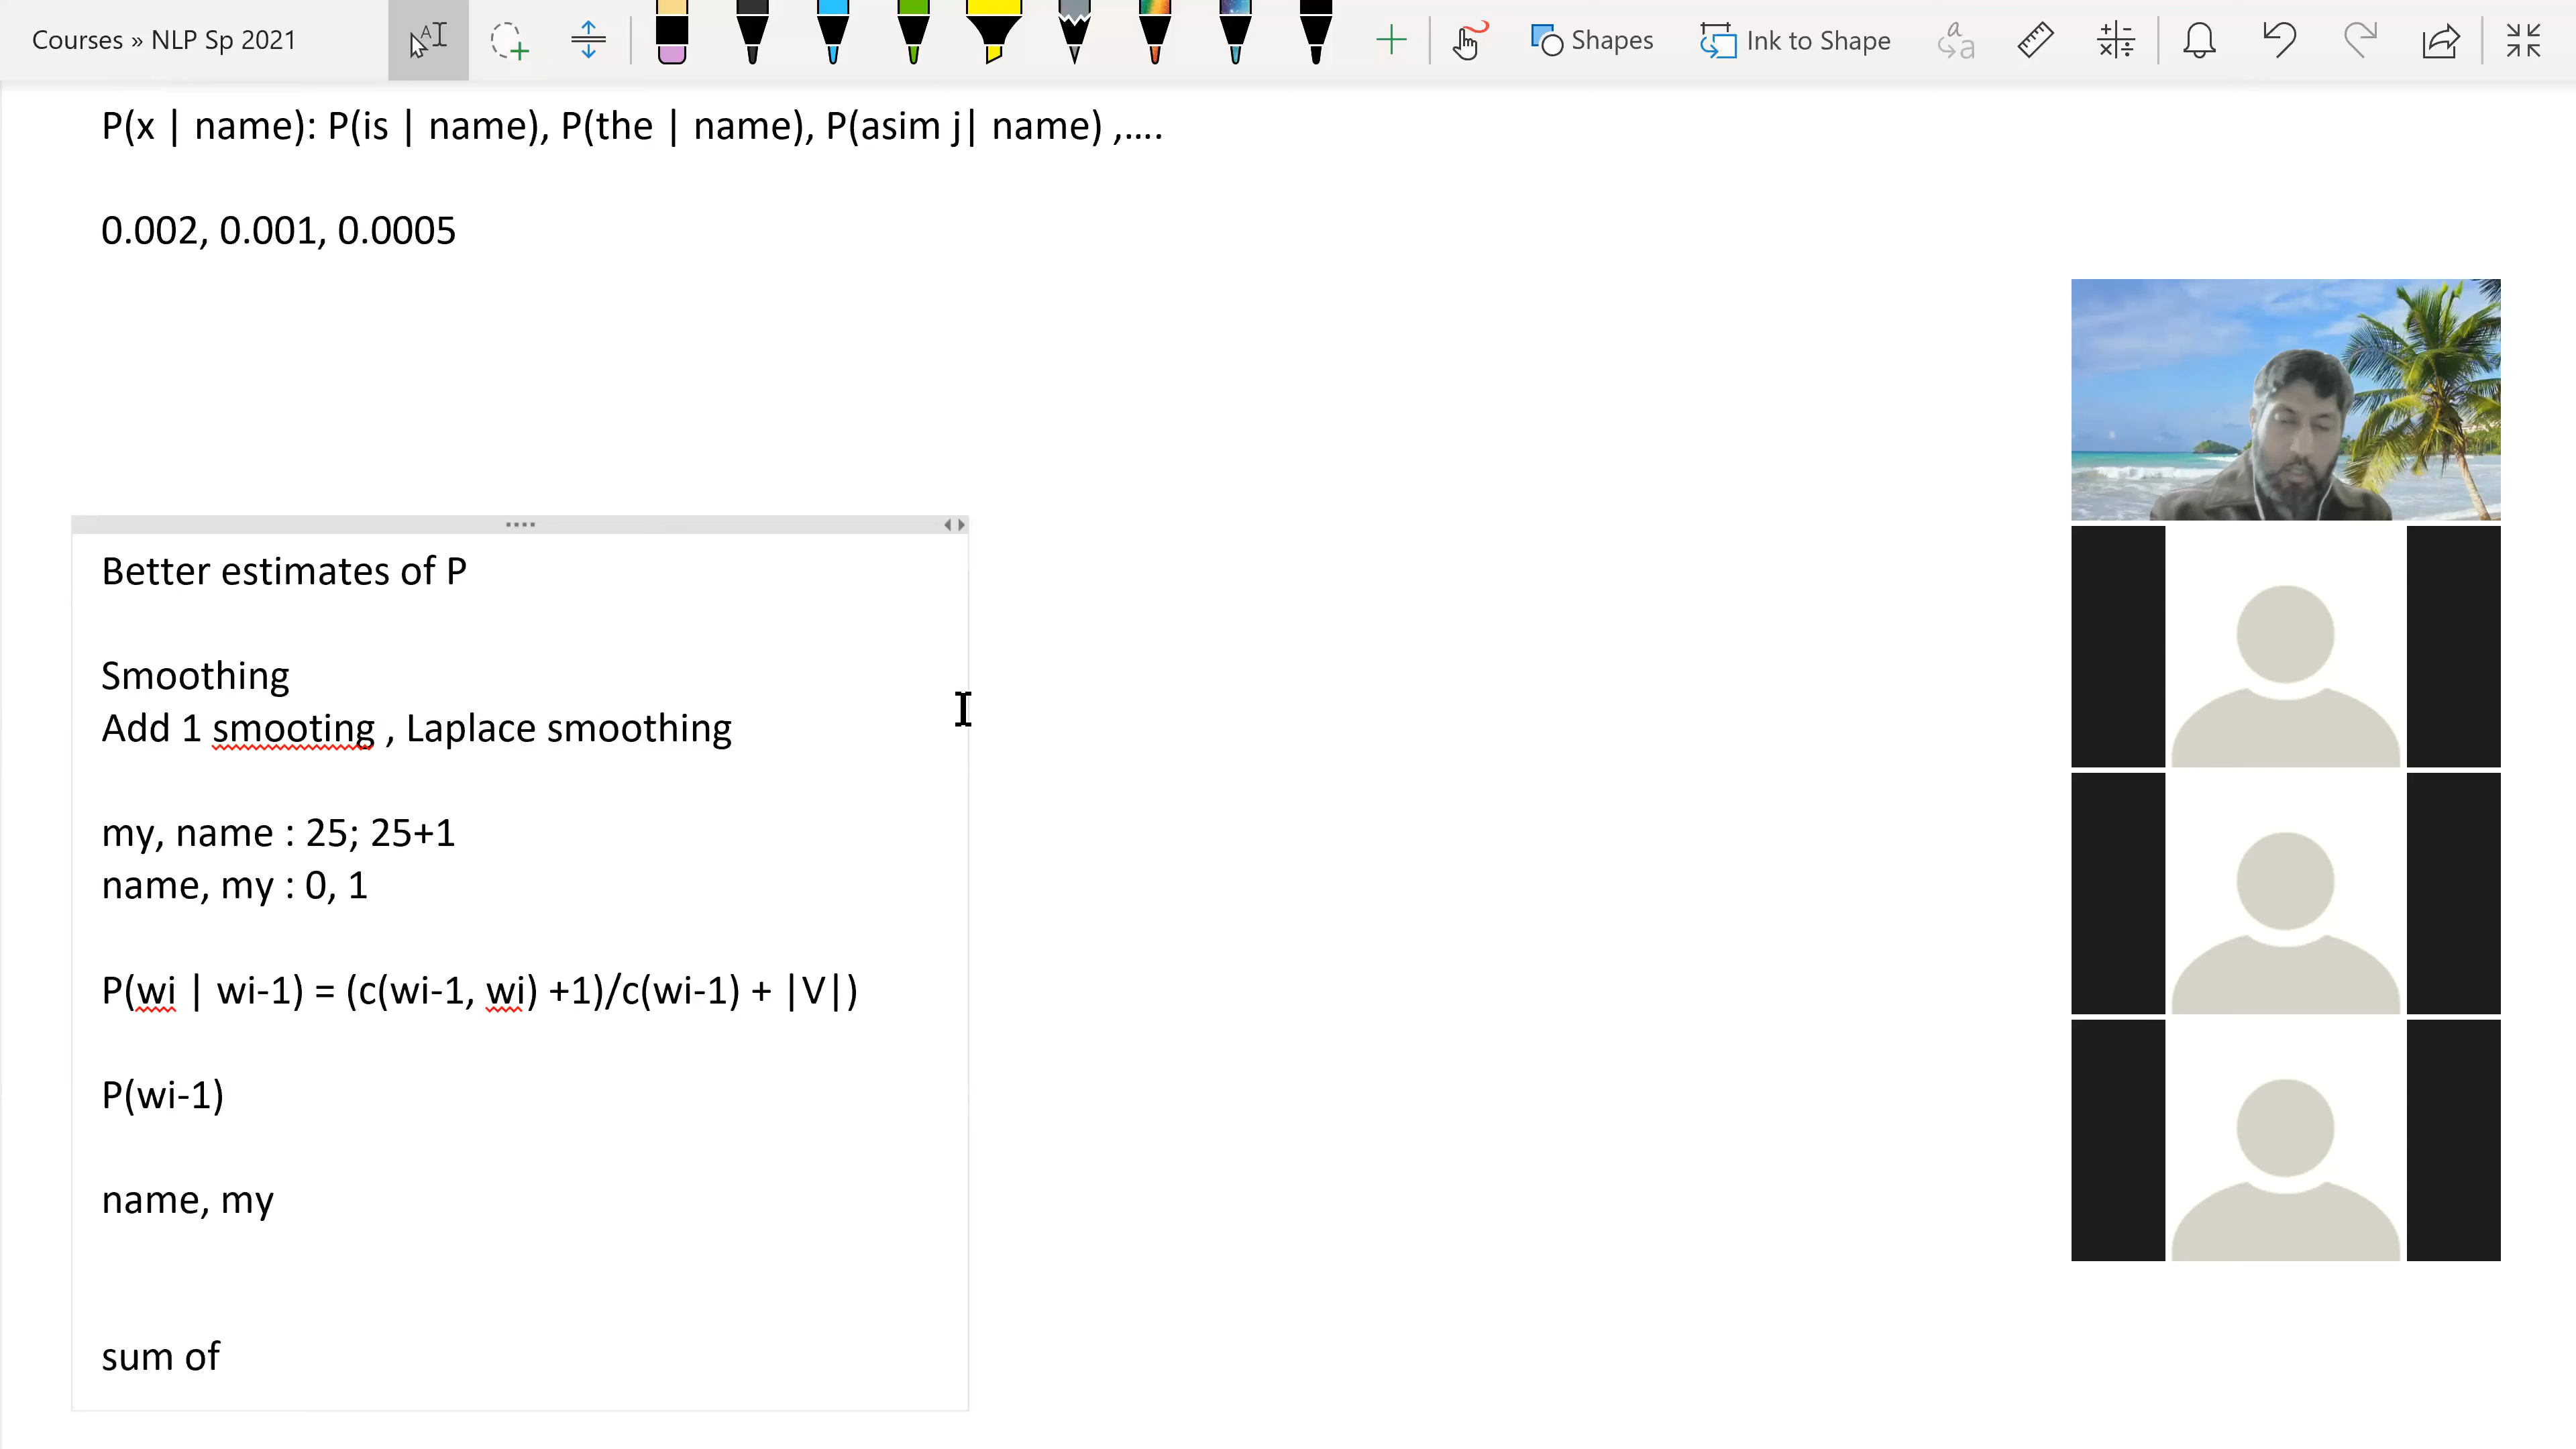 Courses » NLP Sp 2021
Shapes
Ink to Shape
P(x | name): P(is | name), P(the | name), P(asim j| name) ,....
0.002, 0.001, 0.0005
Better estimates of P
Smoothing
Add 1 smooting , Laplace smoothing
my, name : 25; 25+1
name, my : 0, 1
P(wi | wi-1) = (c(wi-1, wi) +1)/c(wi-1) + |V|)
P(wi-1)
name, my
sum of